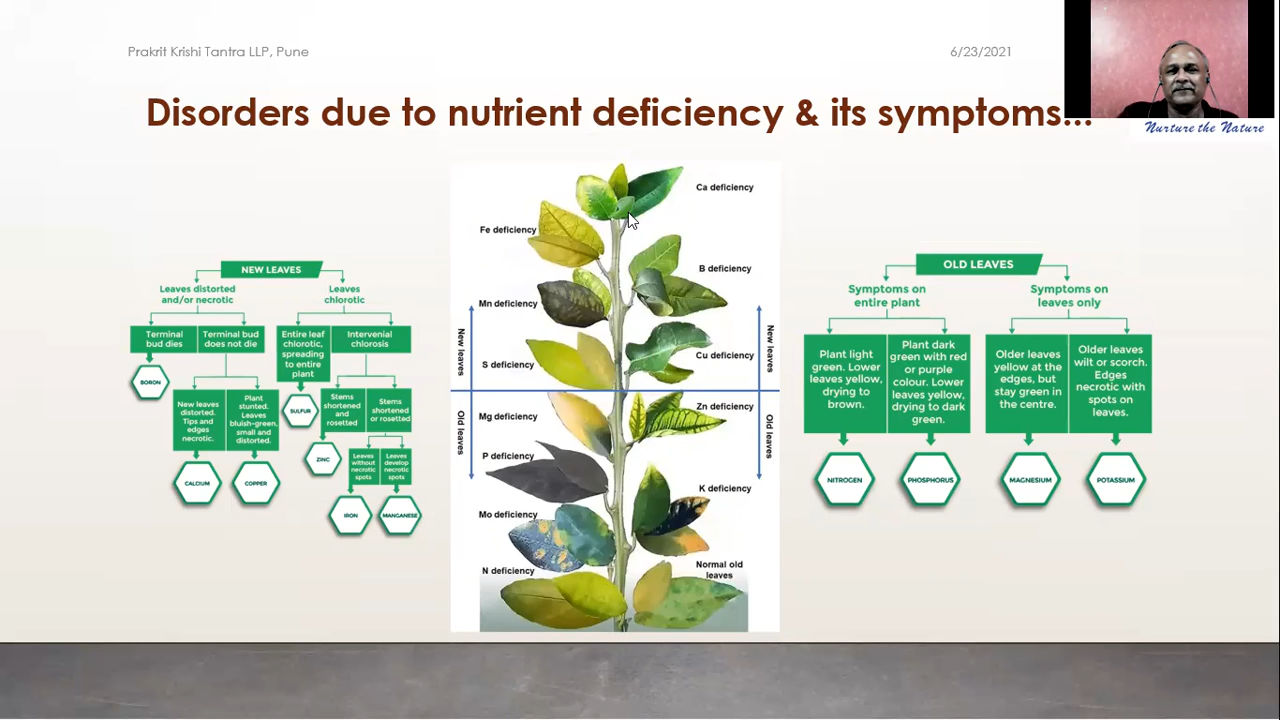 Prakrit Krishi Tantra LLP, Pune
6/23/2021
Disorders due to nutrient deficiency & its symptoms...
Nurture the Nature
NEW LEAVES
Leaves distorted
and/or necrotic
Leaves
chlorotic
Terminal
bud dies
Terminal bud
does not die
Entire leaf
chlorotic,
spreading
to entire
plant
Intervenial
chlorosis
BORON
New leaves
distorted.
Tips and
edges
necrotic.
Plant
stunted.
Leaves
bluish-green,
small and
distorted.
SULFUR
Stems
shortened
and
rosetted
Stems
shortened
or rosetted
CALCIUM
COPPER
ZINC
Leaves
without
necrotic
spots
Leaves
develop
necrotic
spots
IRON
MANGANESE
Ca deficiency
Fe deficiency
B deficiency
Mn deficiency
Cu deficiency
S deficiency
New leaves
New leaves
Zn deficiency
Mg deficiency
Old leaves
Old leaves
P deficiency
K deficiency
Mo deficiency
N deficiency
Normal old
leaves
OLD LEAVES
Symptoms on
entire plant
Symptoms on
leaves only
Plant light
green. Lower
leaves yellow,
drying to
brown.
Plant dark
green with red
or purple
colour. Lower
leaves yellow,
drying to dark
green.
Older leaves
yellow at the
edges, but
stay green in
the centre.
Older leaves
wilt or scorch.
Edges
necrotic with
spots on
leaves.
NITROGEN
PHOSPHORUS
MAGNESIUM
POTASSIUM